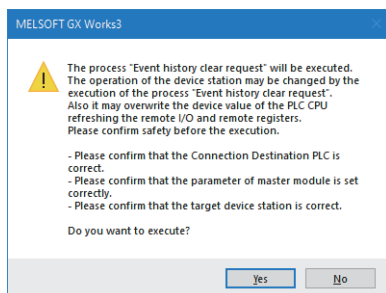 MELSOFT GX Works3
The process "Event history clear request" will be executed.
The operation of the device station may be changed by the
execution of the process "Event history clear request".
Also it may overwrite the device value of the PLC CPU
refreshing the remote I/O and remote registers.
Please confirm safety before the execution.
- Please confirm that the Connection Destination PLC is
correct.
- Please confirm that the parameter of master module is set
correctly.
- Please confirm that the target device station is correct.
Do you want to execute?
Yes No